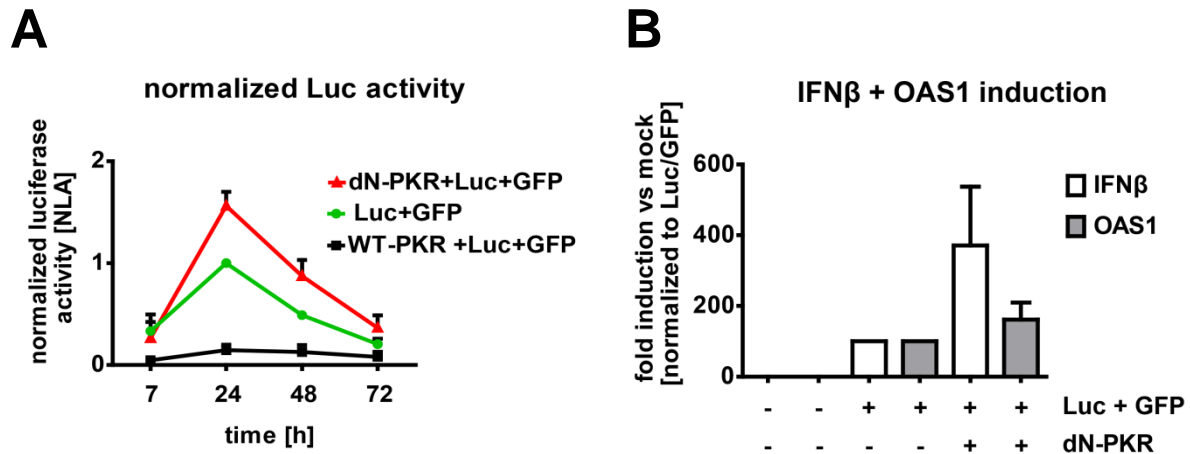 A
normalized Luc activity
normalized luciferase
activity [NLA]
2
1
0
7 24 48 72
time [h]
dN-PKR+Luc+GFP
Luc+GFP
WT-PKR +Luc+GFP
B
IFNβ + OAS1 induction
fold induction vs mock
[normalized to Luc/GFP]
600
400
200
0
IFNβ
OAS1
- - + + + + Luc + GFP
- - - - + + dN-PKR